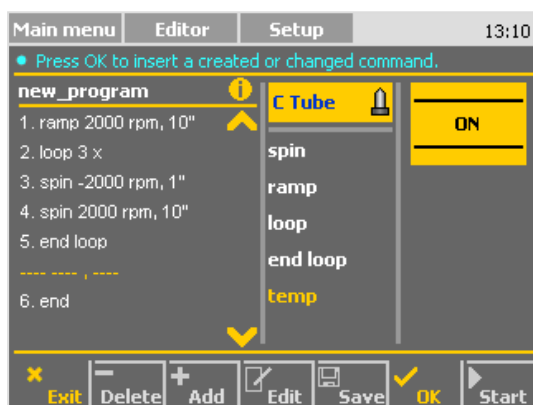 Main menu Editor Setup 13:10
• Press OK to insert a created or changed command.
new_program i
1. ramp 2000 rpm, 10"
2. loop 3 x
3. spin -2000 rpm, 1"
4. spin 2000 rpm, 10"
5. end loop
---- ---- , ----
6. end
C Tube
spin
ramp
loop
end loop
temp
ON
Exit Delete Add Edit Save OK Start